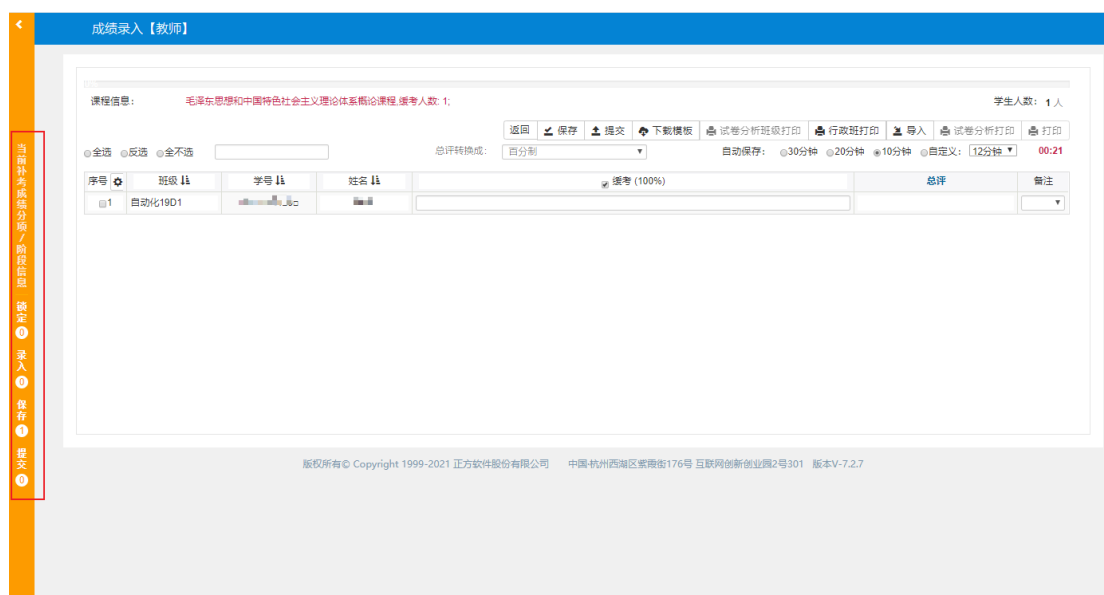 成绩录入【教师】
课程信息： 毛泽东思想和中国特色社会主义理论体系概论课程,缓考人数: 1; 学生人数：1 人
返回 保存 提交 下载模板 试卷分析班级打印 行政班打印 导入 试卷分析打印 打印
全选 反选 全不选 总评转换成： 百分制 自动保存： 30分钟 20分钟 10分钟 自定义： 12分钟 00:21
序号 班级 学号 姓名 缓考 (100%) 总评 备注
1 自动化19D1
当前补考成绩分项/阶段信息 锁定 0 录入 0 保存 1 提交 0
版权所有© Copyright 1999-2021 正方软件股份有限公司 中国·杭州西湖区紫霞街176号 互联网创新创业园2号301 版本V-7.2.7